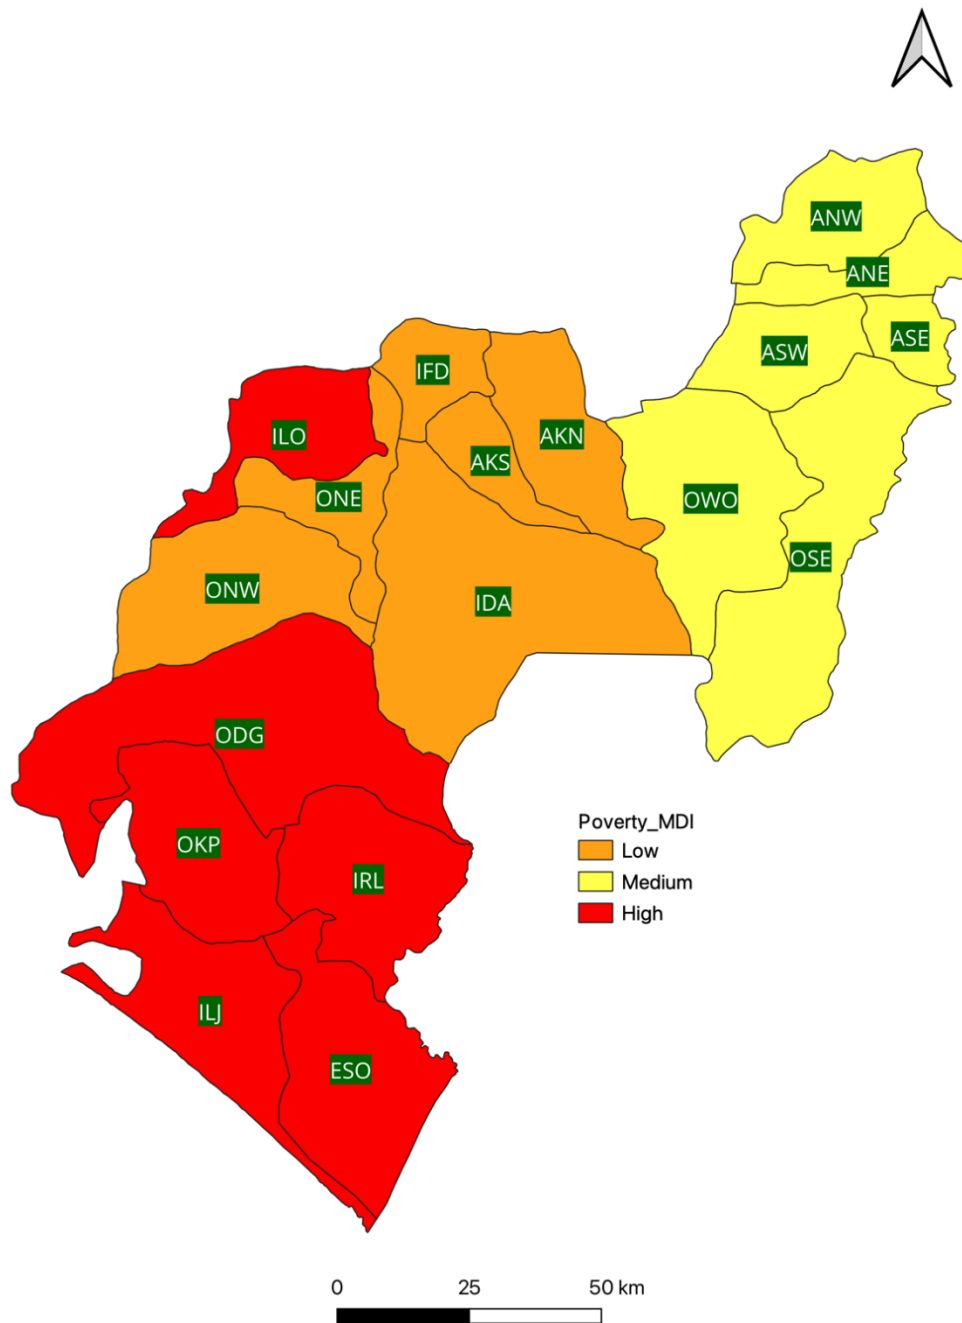 ANW
ANE
ASE
ASW
IFD
ILO
AKN
AKS
ONE
OWO
OSE
ONW
IDA
ODG
Poverty_MDI
Low
Medium
High
OKP
IRL
ILJ
ESO
0 25 50 km